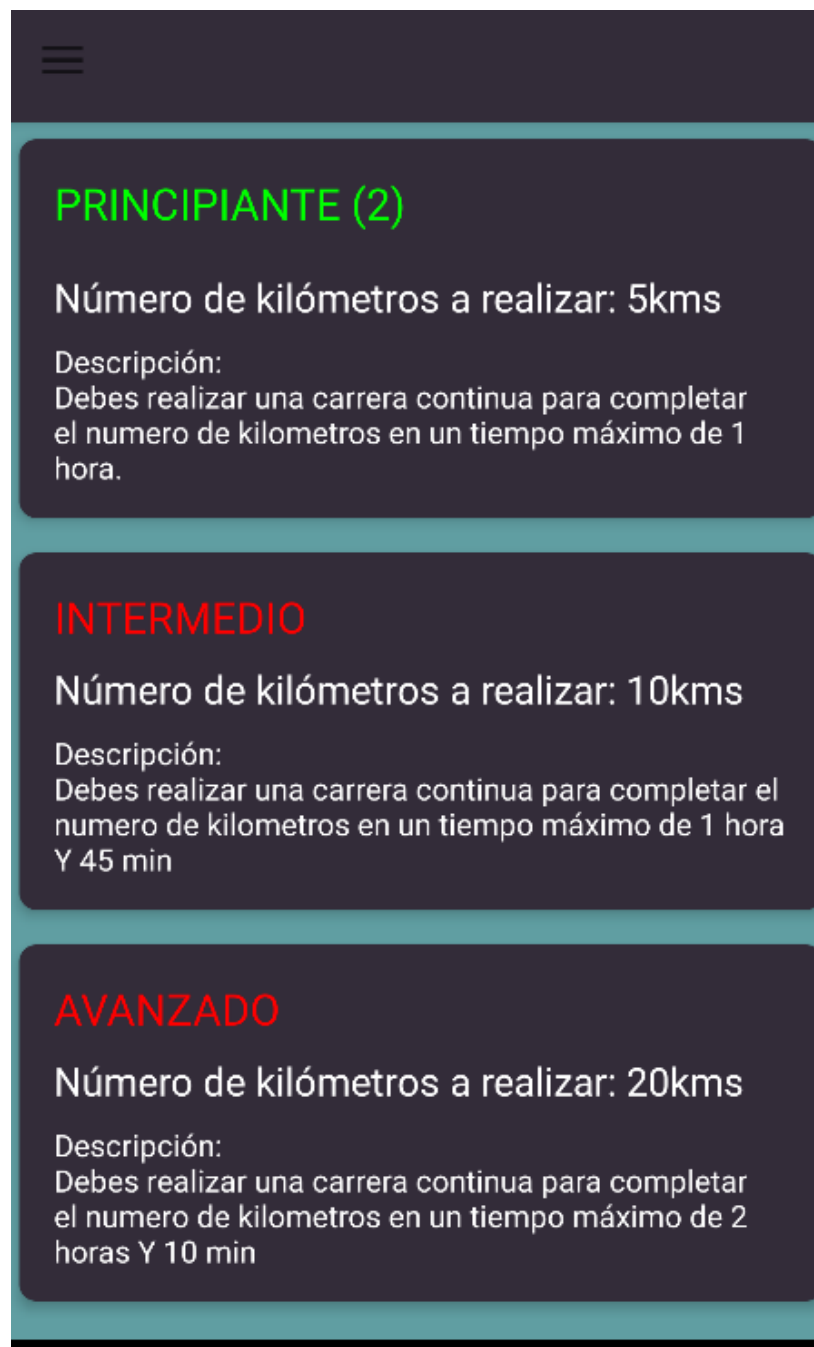 PRINCIPIANTE (2)
Número de kilómetros a realizar: 5kms
Descripción:
Debes realizar una carrera continua para completar
el numero de kilometros en un tiempo máximo de 1
hora.
INTERMEDIO
Número de kilómetros a realizar: 10kms
Descripción:
Debes realizar una carrera continua para completar el
numero de kilometros en un tiempo máximo de 1 hora
Y 45 min
AVANZADO
Número de kilómetros a realizar: 20kms
Descripción:
Debes realizar una carrera continua para completar
el numero de kilometros en un tiempo máximo de 2
horas Y 10 min